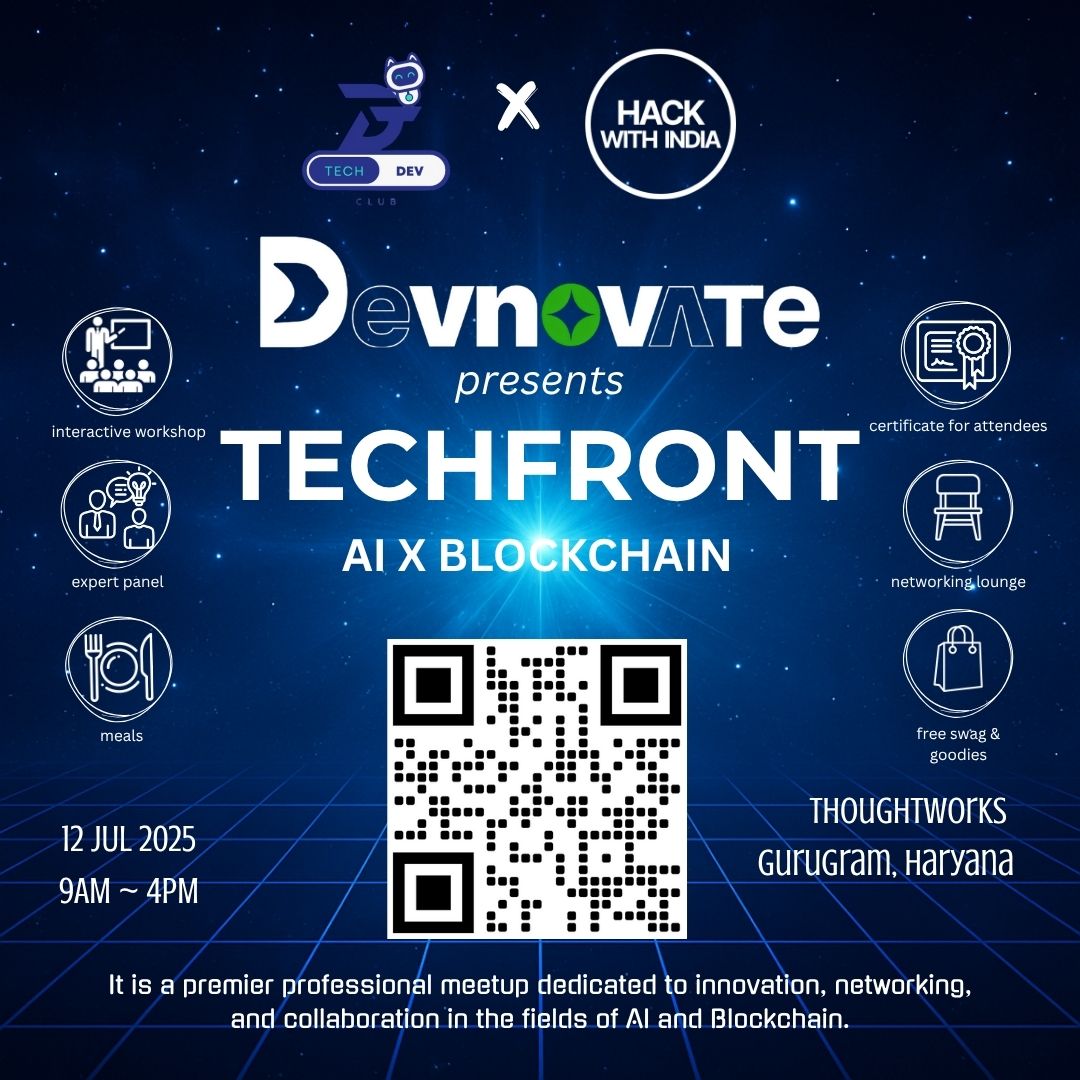 TECH DEV
CLUB
X
HACK
WITH INDIA
Devnovate
presents
TECHFRONT
AI X BLOCKCHAIN
interactive workshop
expert panel
meals
certificate for attendees
networking lounge
free swag &
goodies
12 JUL 2025
9AM ~ 4PM
THOUGHTWORKS
GURUGRAM, HARYANA
It is a premier professional meetup dedicated to innovation, networking,
and collaboration in the fields of AI and Blockchain.